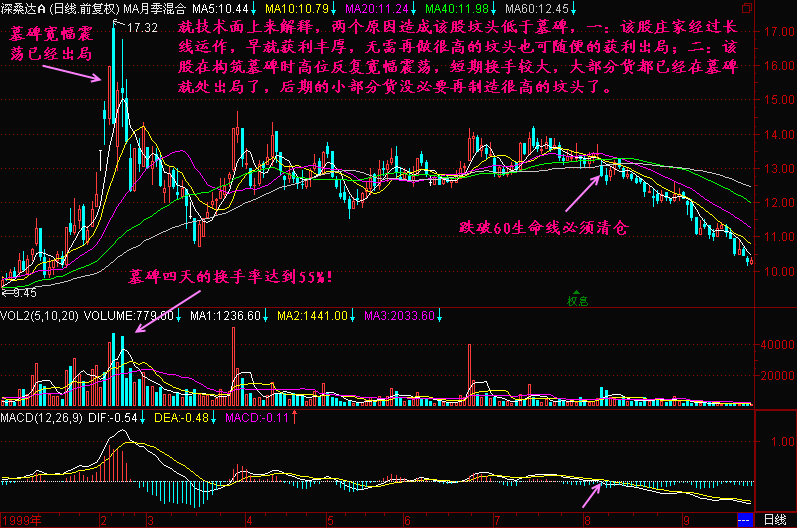 深桑达A (日线 前复权) MA月季混合 MA5:10.44↓ MA10:10.79↓ MA20:11.24↓ MA40:11.98↓ MA60:12.45↓
墓碑宽幅震
荡已经出局
17.32
就技术面上来解释，两个原因造成该股坟头低于墓碑，一：该股庄家经过长
线运作，早就获利丰厚，无需再做很高的坟头也可随便的获利出局；二：该
股在构筑墓碑时高位反复宽幅震荡，短期换手较大，大部分货都已经在墓碑
就处出局了，后期的小部分货没必要再制造很高的坟头了。
17.00
16.00
15.00
14.00
13.00
12.00
11.00
10.00
跌破60生命线必须清仓
墓碑四天的换手率达到55%!
9.45
权息
VOL2(5,10,20) VOLUME:779.00↓ MA1:1236.60↓ MA2:1441.00↓ MA3:2033.60↓
40000
20000
MACD(12,26,9) DIF:-0.54↓ DEA:-0.48↓ MACD:-0.11↑
1.00
1999年 2 3 4 5 6 7 8 9 日线